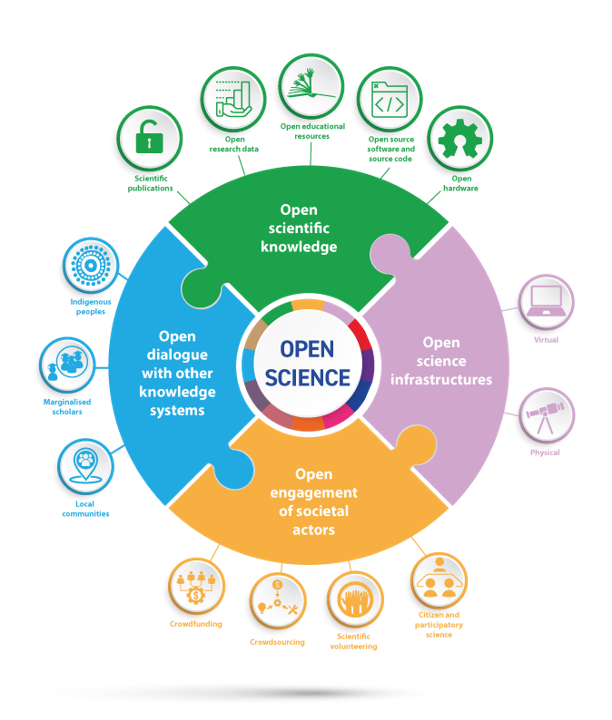 Open educational
resources
Open
research data
Open source
software and
source code
Scientific
publications
Open
hardware
Open
scientific
knowledge
Indigenous
peoples
Marginalised
scholars
Local
communities
Open
dialogue
with other
knowledge
systems
OPEN
SCIENCE
Open
science
infrastructures
Virtual
Physical
Open
engagement
of societal
actors
Crowdfunding
$
Crowdsourcing
Scientific
volunteering
Citizen and
participatory
science